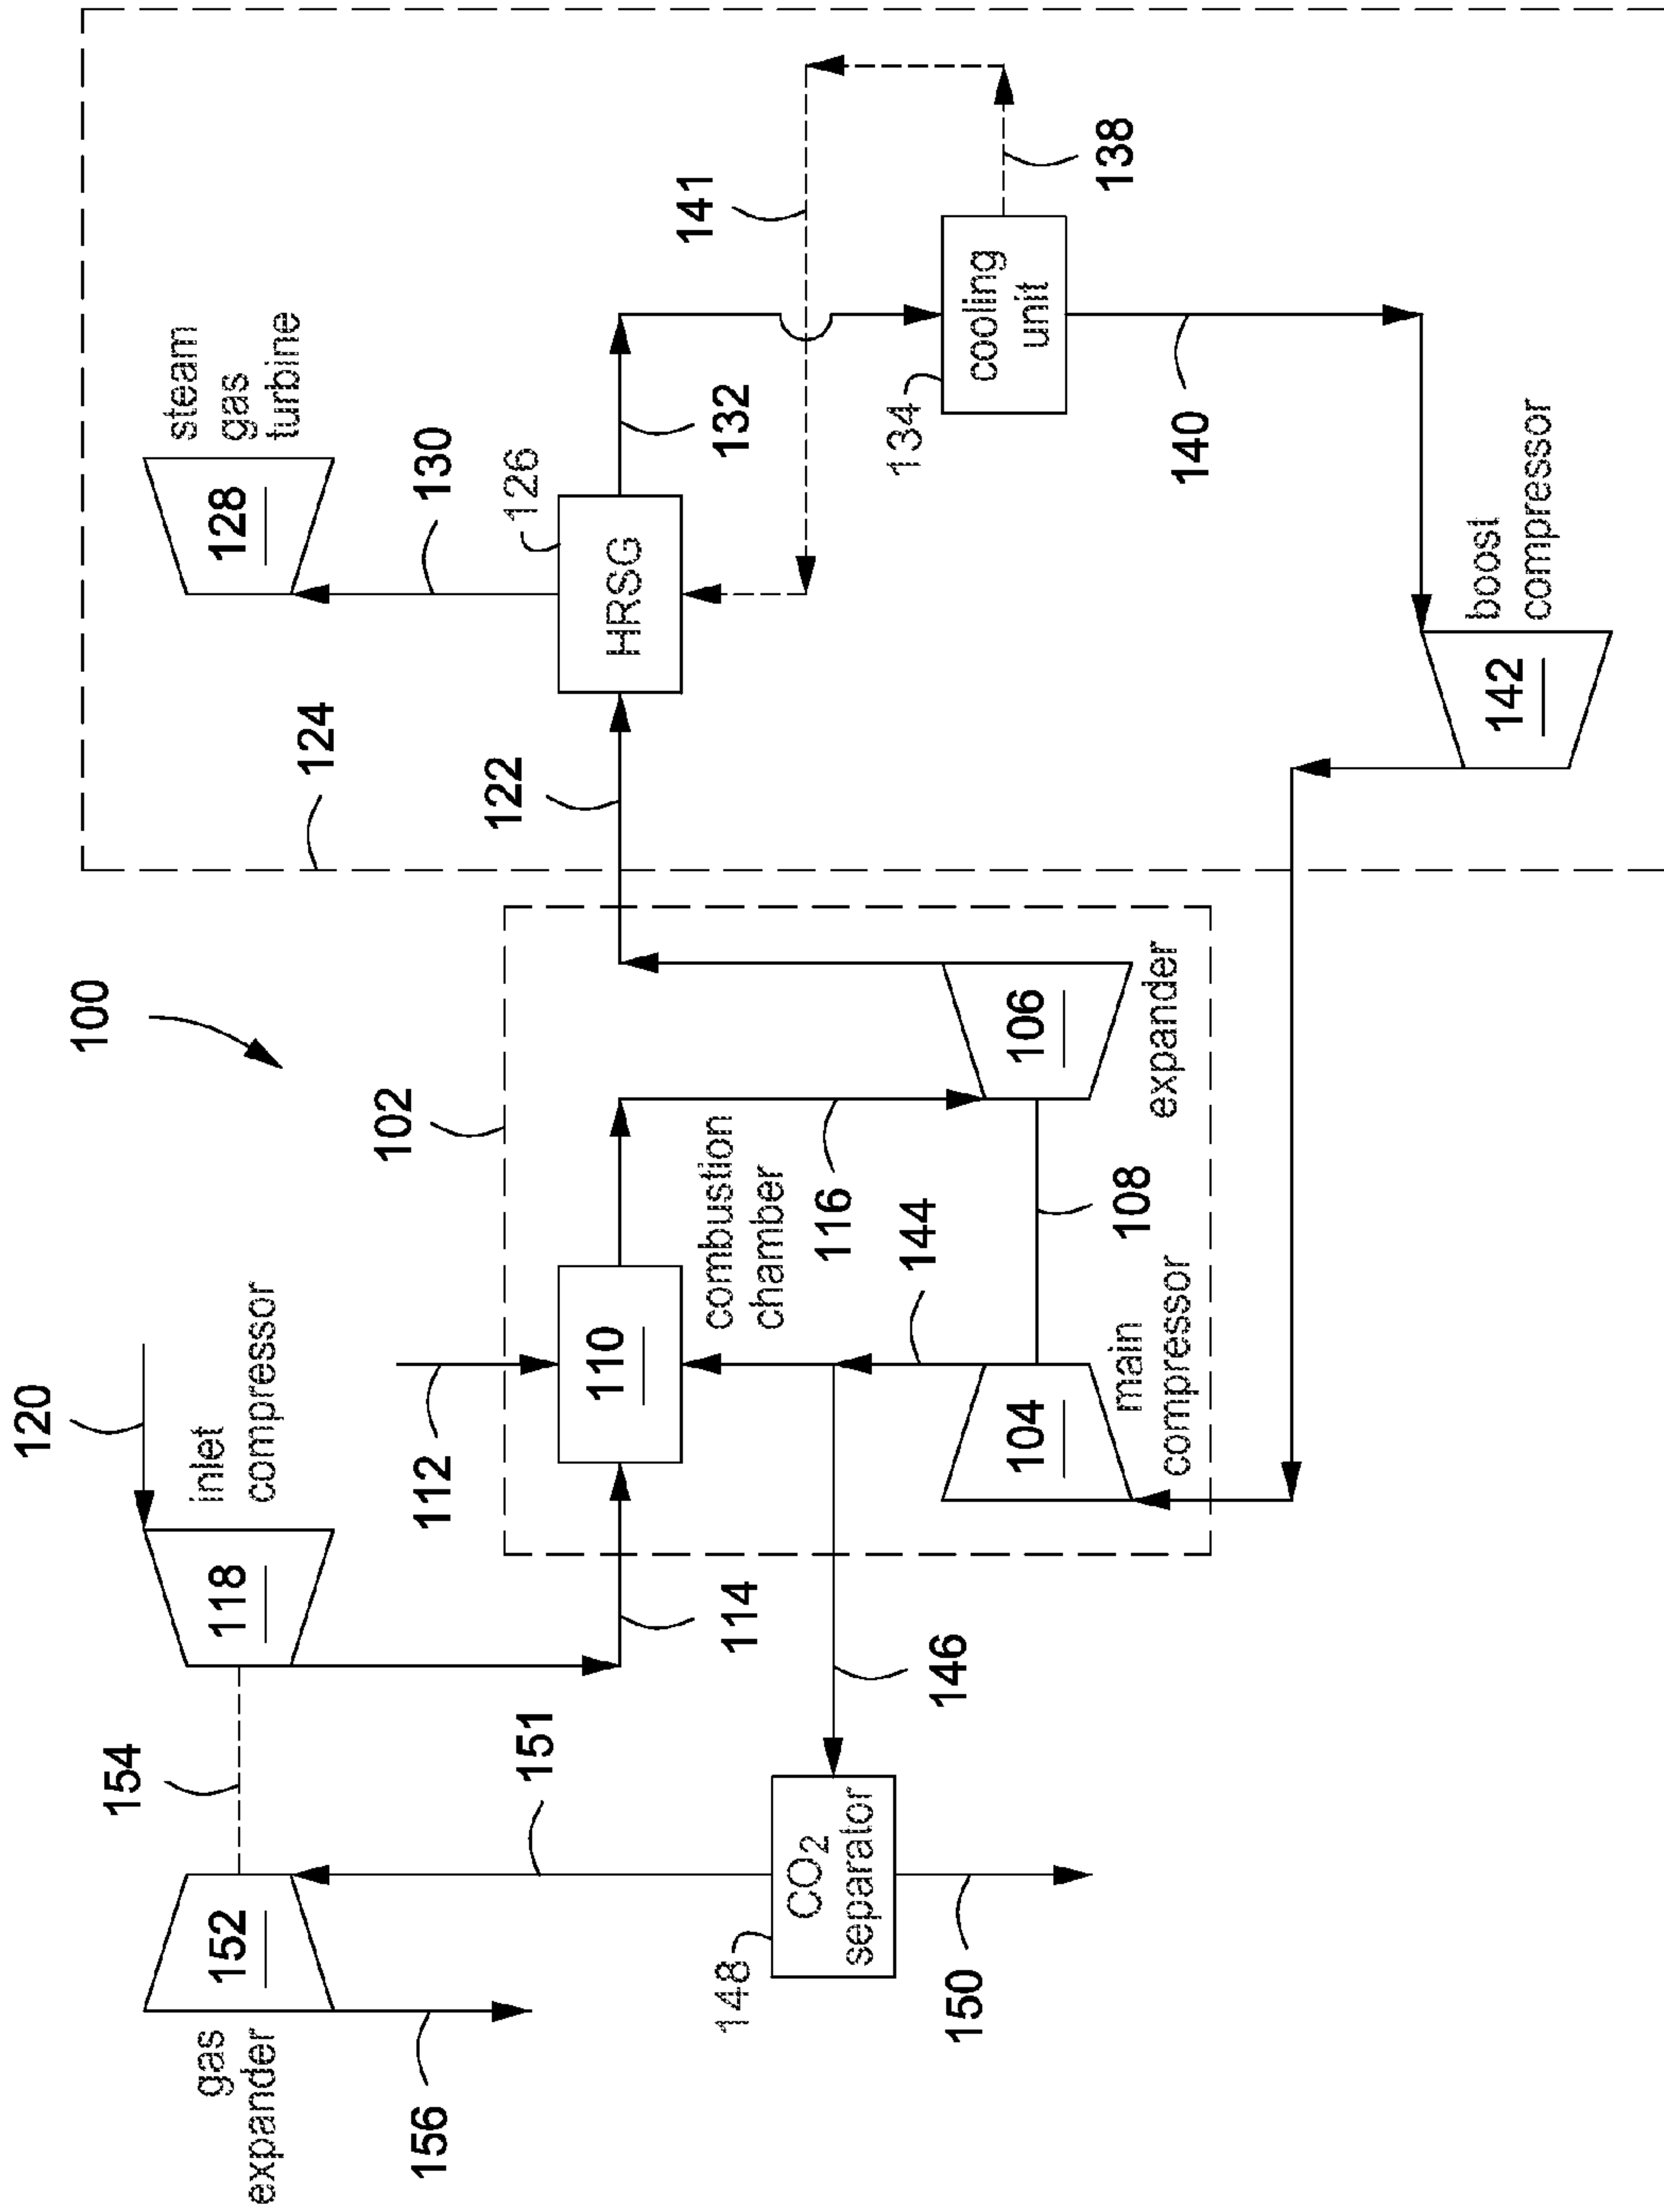 100
120
inlet
compressor
118
154
gas
expander
152
156
151
CO2
separator
148
150
146
114
112
110
combustion
chamber
102
116
144
104
main
compressor
108
106
expander
124
122
steam
gas
turbine
128
130
HRSG
126
132
141
138
cooling
unit
134
140
boost
compressor
142